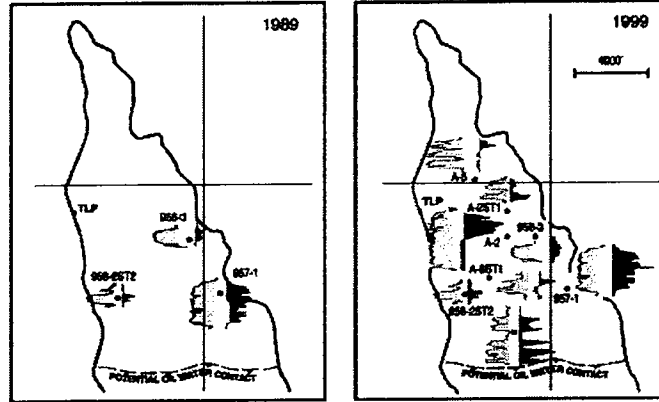 1989
TLP
956-3
956-2ST2
957-1
POTENTIAL OIL WATER CONTACT
1999
4000'
A-5
TLP
A-2ST1
956-3
A-2
957-1
956-2ST2
POTENTIAL OIL WATER CONTACT